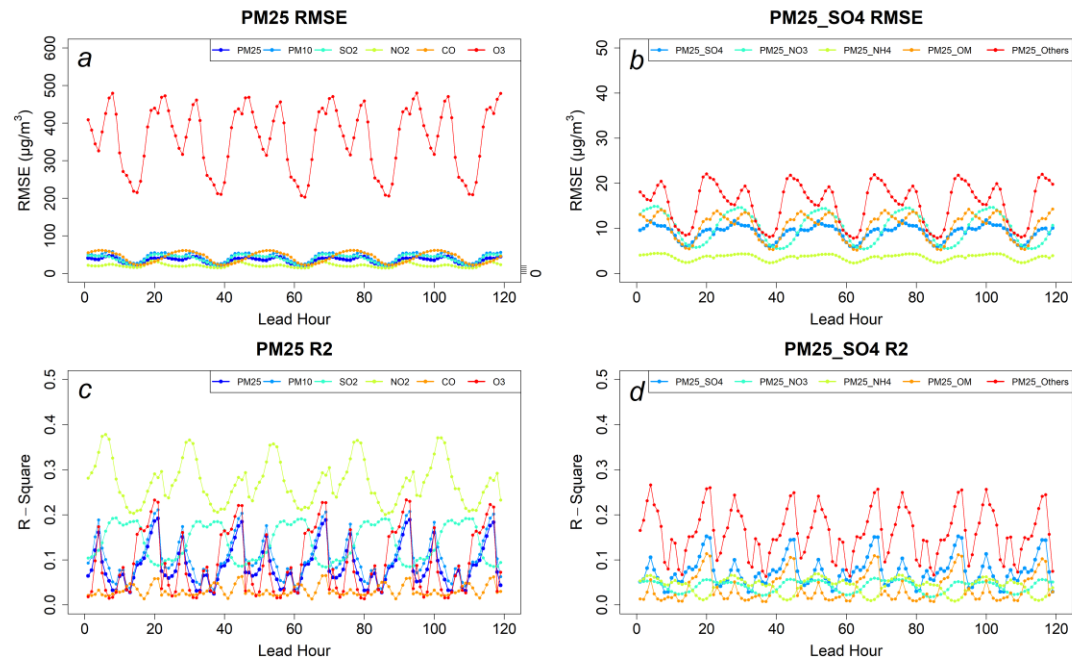 PM25 RMSE
a
PM25 PM10 SO2 NO2 CO O3
RMSE (µg/m³)
600
500
400
300
200
100
0
0
0 20 40 60 80 100 120
Lead Hour
PM25_SO4 RMSE
b
PM25_SO4 PM25_NO3 PM25_NH4 PM25_OM PM25_Others
RMSE (µg/m³)
50
40
30
20
10
0
0 20 40 60 80 100 120
Lead Hour
PM25 R2
c
PM25 PM10 SO2 NO2 CO O3
R − Square
0.5
0.4
0.3
0.2
0.1
0.0
0 20 40 60 80 100 120
Lead Hour
PM25_SO4 R2
d
PM25_SO4 PM25_NO3 PM25_NH4 PM25_OM PM25_Others
R − Square
0.5
0.4
0.3
0.2
0.1
0.0
0 20 40 60 80 100 120
Lead Hour